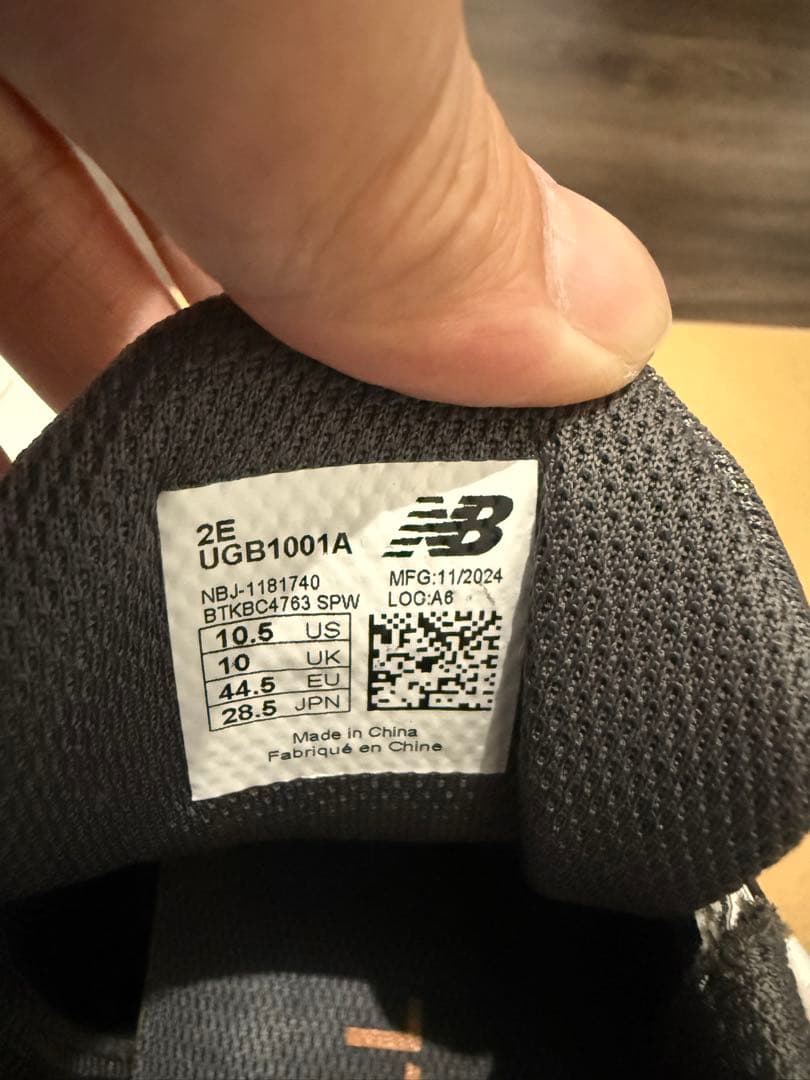 2E
UGB1001A
NB
NBJ-1181740
BTKBC4763 SPW
MFG:11/2024
LOC:A6
10.5 US
10 UK
44.5 EU
28.5 JPN
Made in China
Fabriqué en Chine